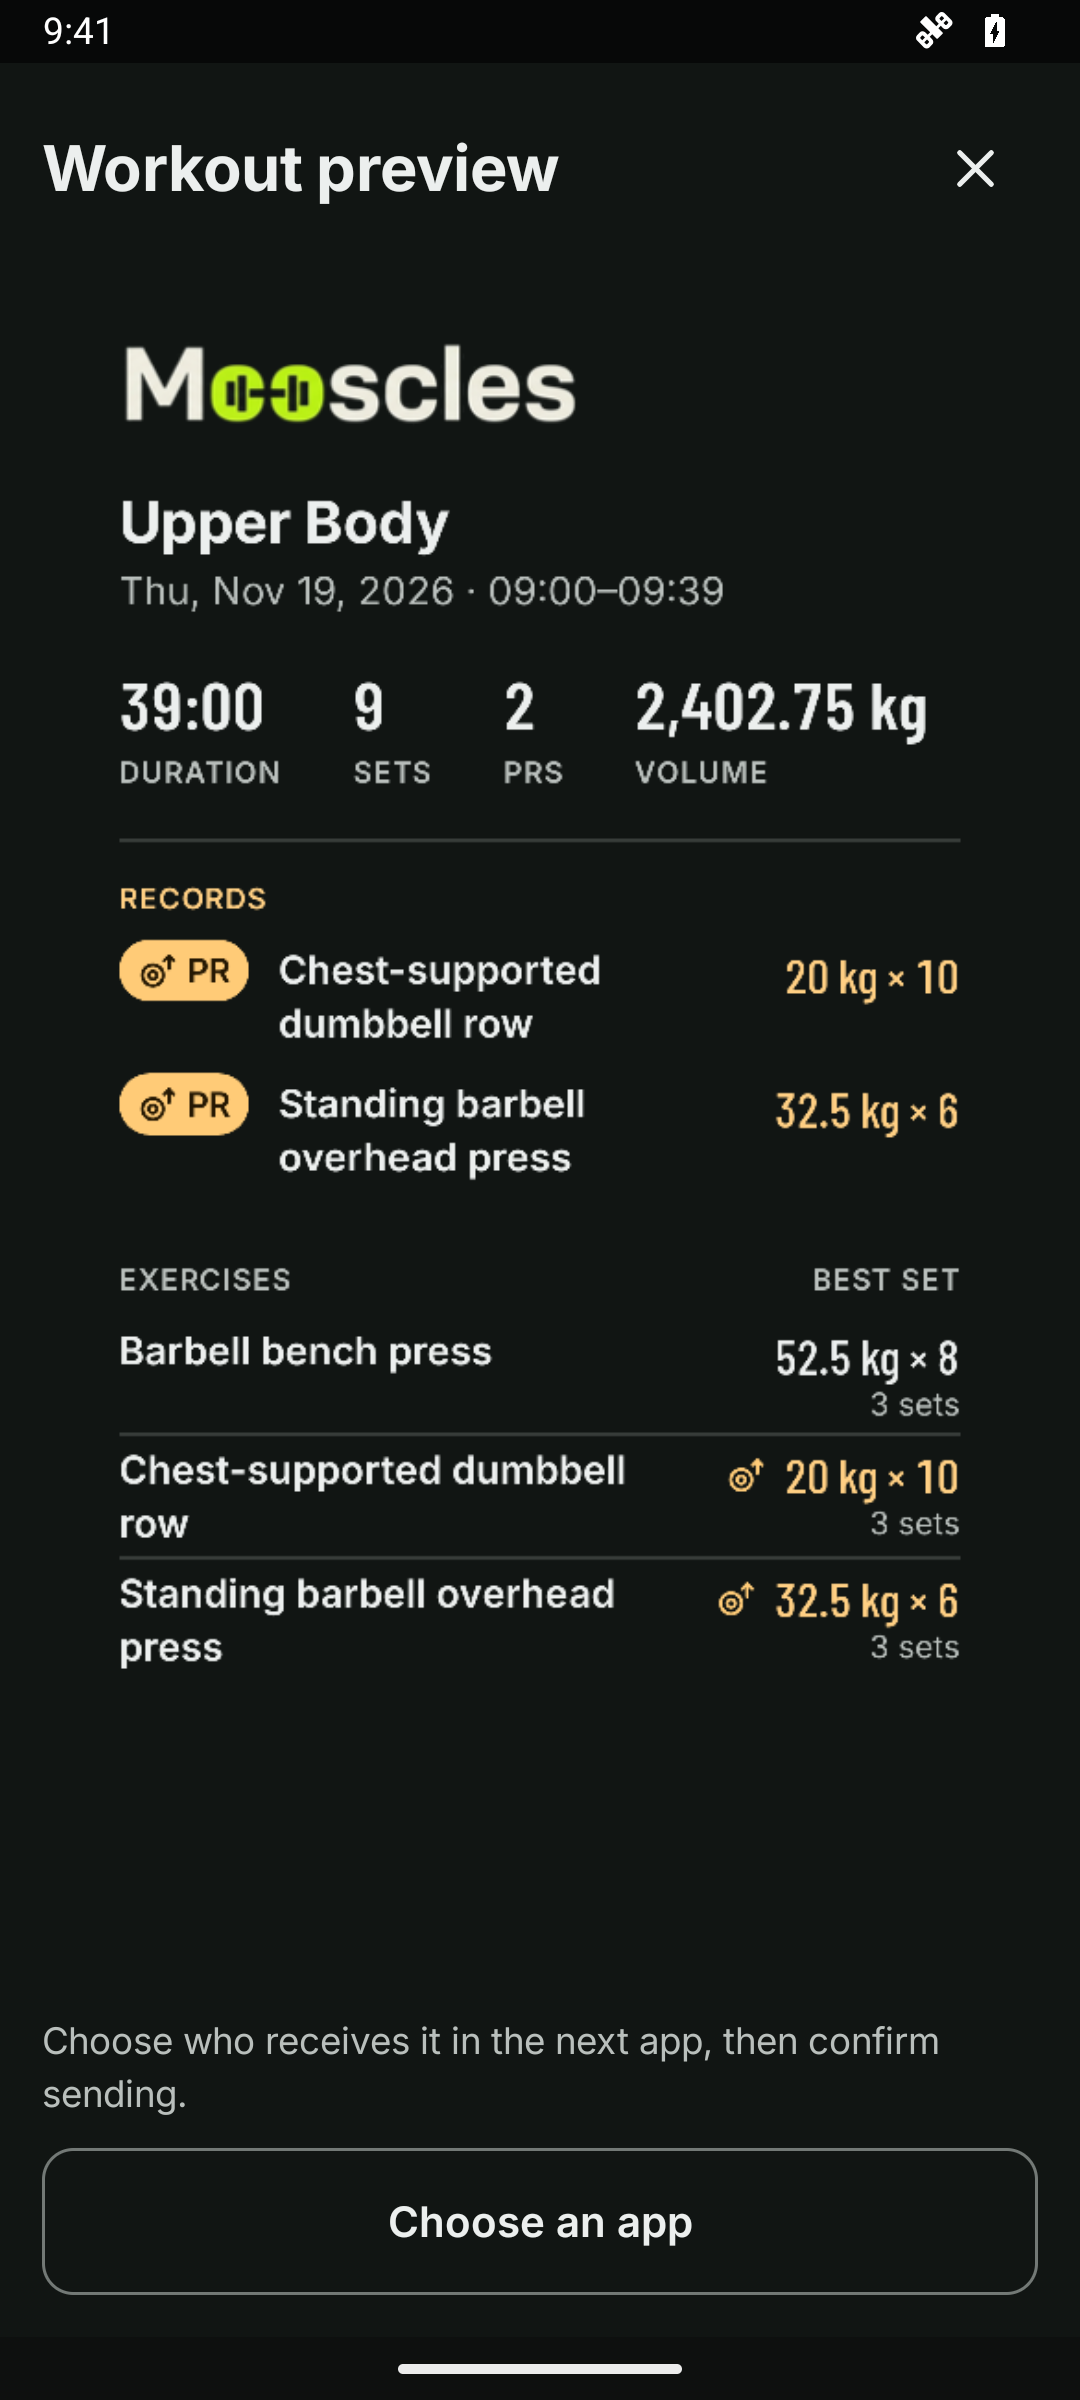 9:41
Workout preview
Mooscles
Upper Body
Thu, Nov 19, 2026 · 09:00–09:39
39:00 9 2 2,402.75 kg
DURATION SETS PRS VOLUME
RECORDS
PR Chest-supported 20 kg × 10
dumbbell row
PR Standing barbell 32.5 kg × 6
overhead press
EXERCISES BEST SET
Barbell bench press 52.5 kg × 8
3 sets
Chest-supported dumbbell 20 kg × 10
row 3 sets
Standing barbell overhead 32.5 kg × 6
press 3 sets
Choose who receives it in the next app, then confirm
sending.
Choose an app